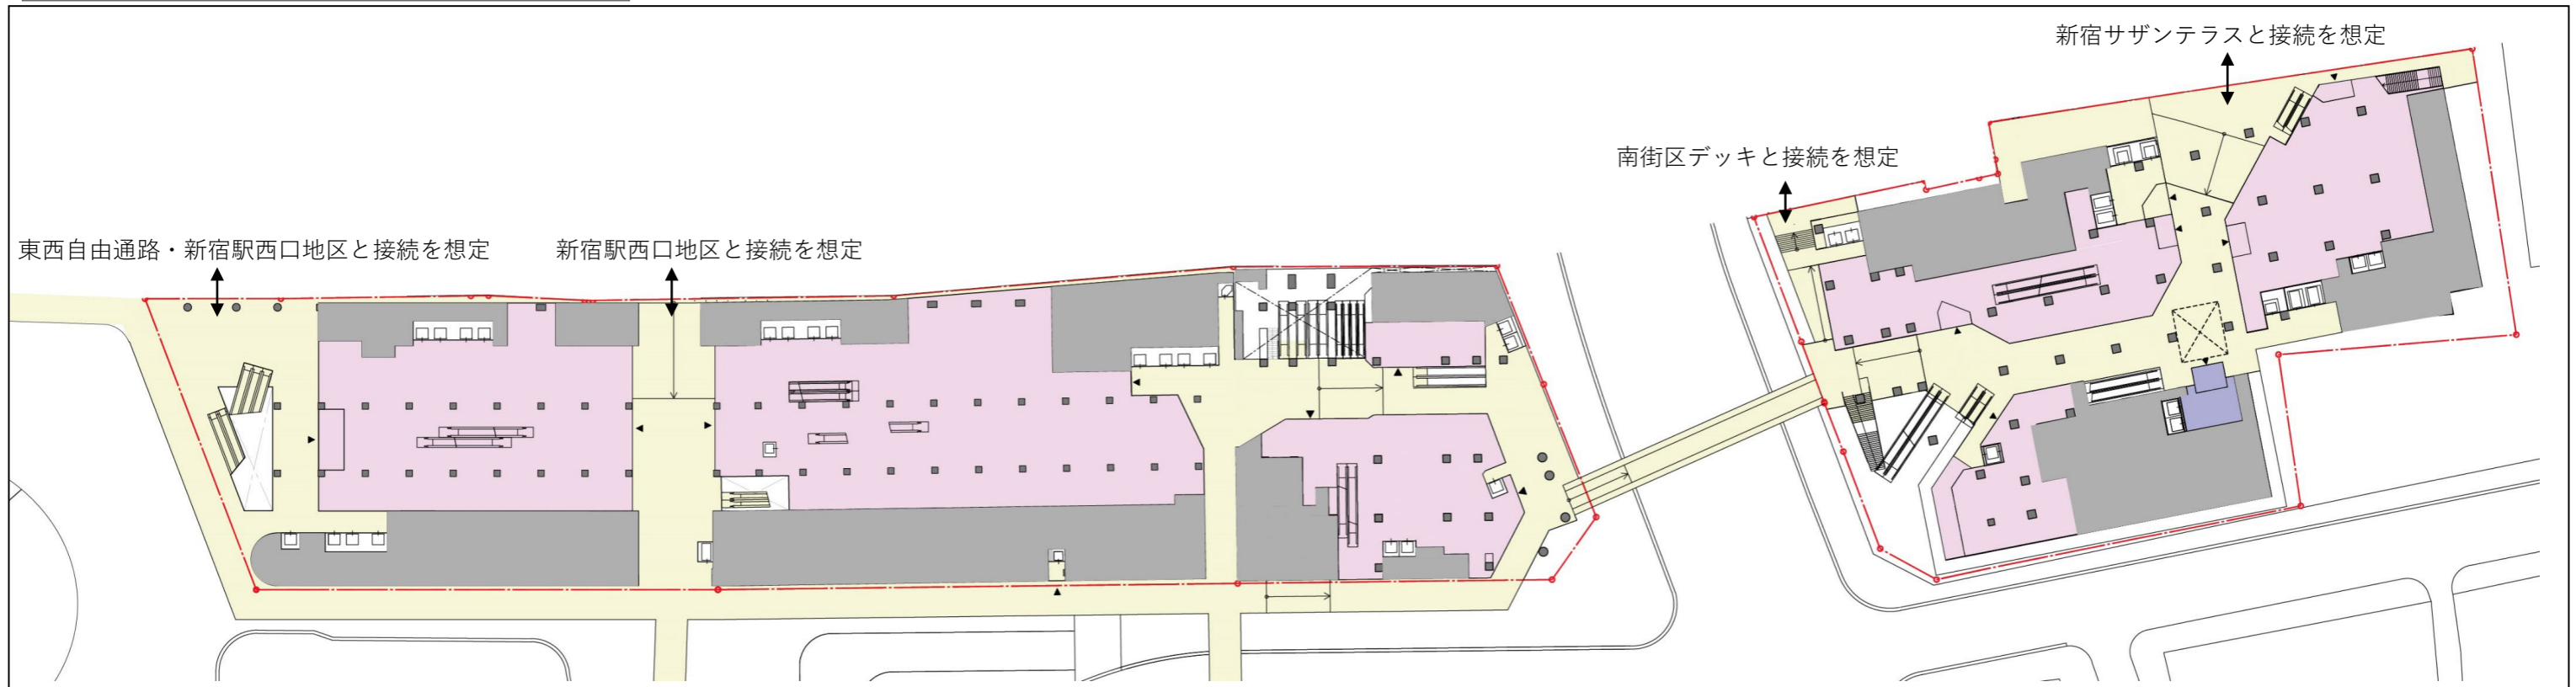 新宿サザンテラスと接続を想定
南街区デッキと接続を想定
東西自由通路・新宿駅西口地区と接続を想定
新宿駅西口地区と接続を想定